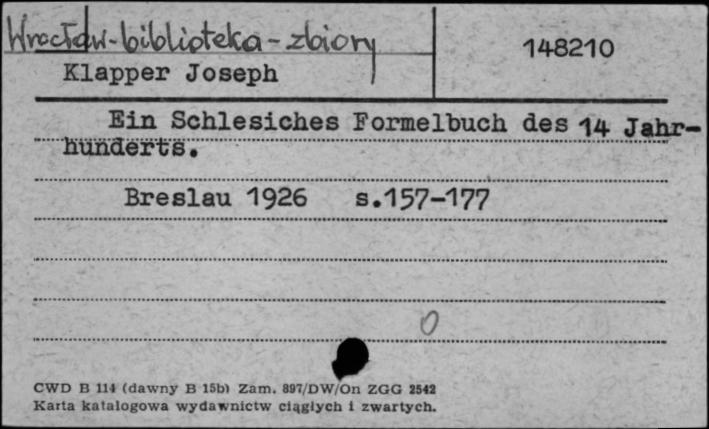 Wrocław-biblioteka-zbiory
148210
Klapper Joseph
Ein Schlesiches Formelbuch des 14 Jahr-
hunderts.
Breslau 1926 s.157-177
0
CWD B 114 (dawny B 15b) Zam. 897/DW/On ZGG 2542
Karta katalogowa wydawnictw ciągłych i zwartych.